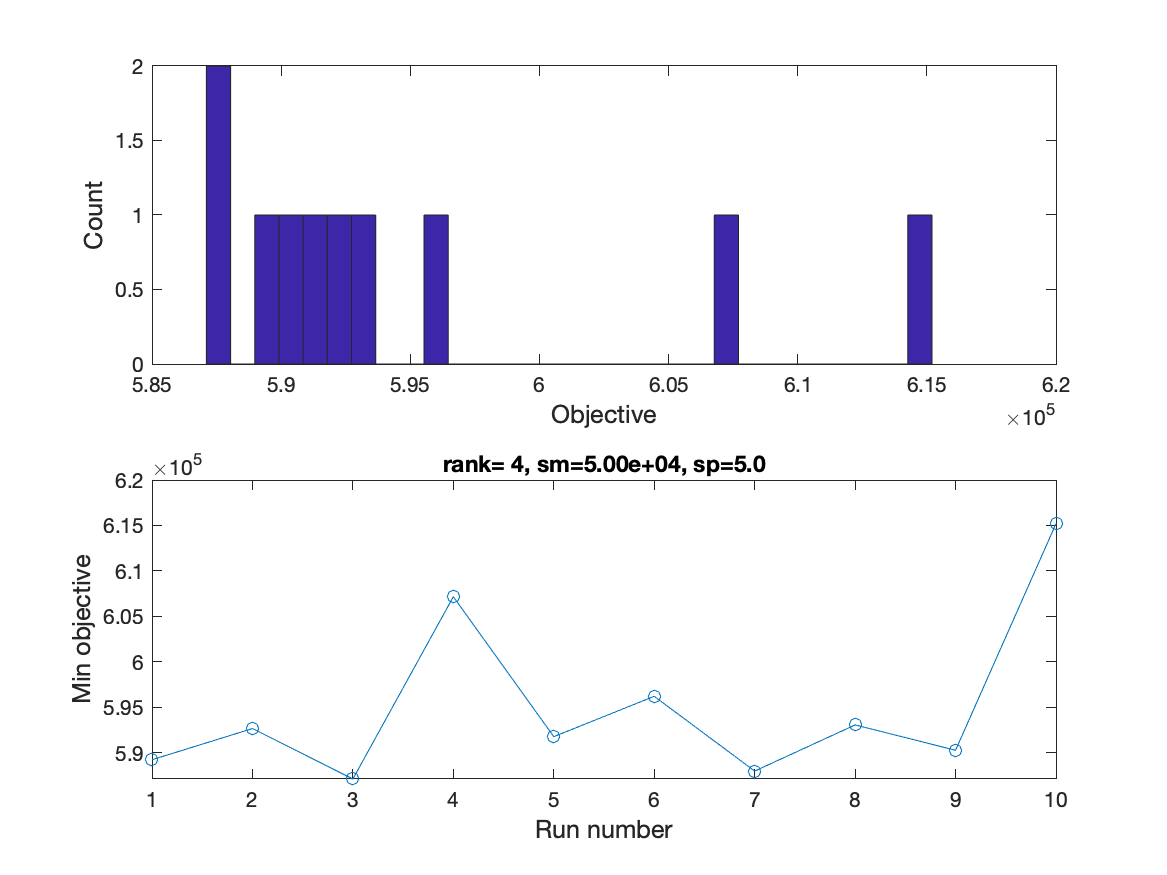 2
1.5
1
0.5
0
Count
5.85 5.9 5.95 6 6.05 6.1 6.15 6.2
Objective
×10^5
rank= 4, sm=5.00e+04, sp=5.0
×10^5
6.2
6.15
6.1
6.05
6
5.95
5.9
Min objective
1 2 3 4 5 6 7 8 9 10
Run number